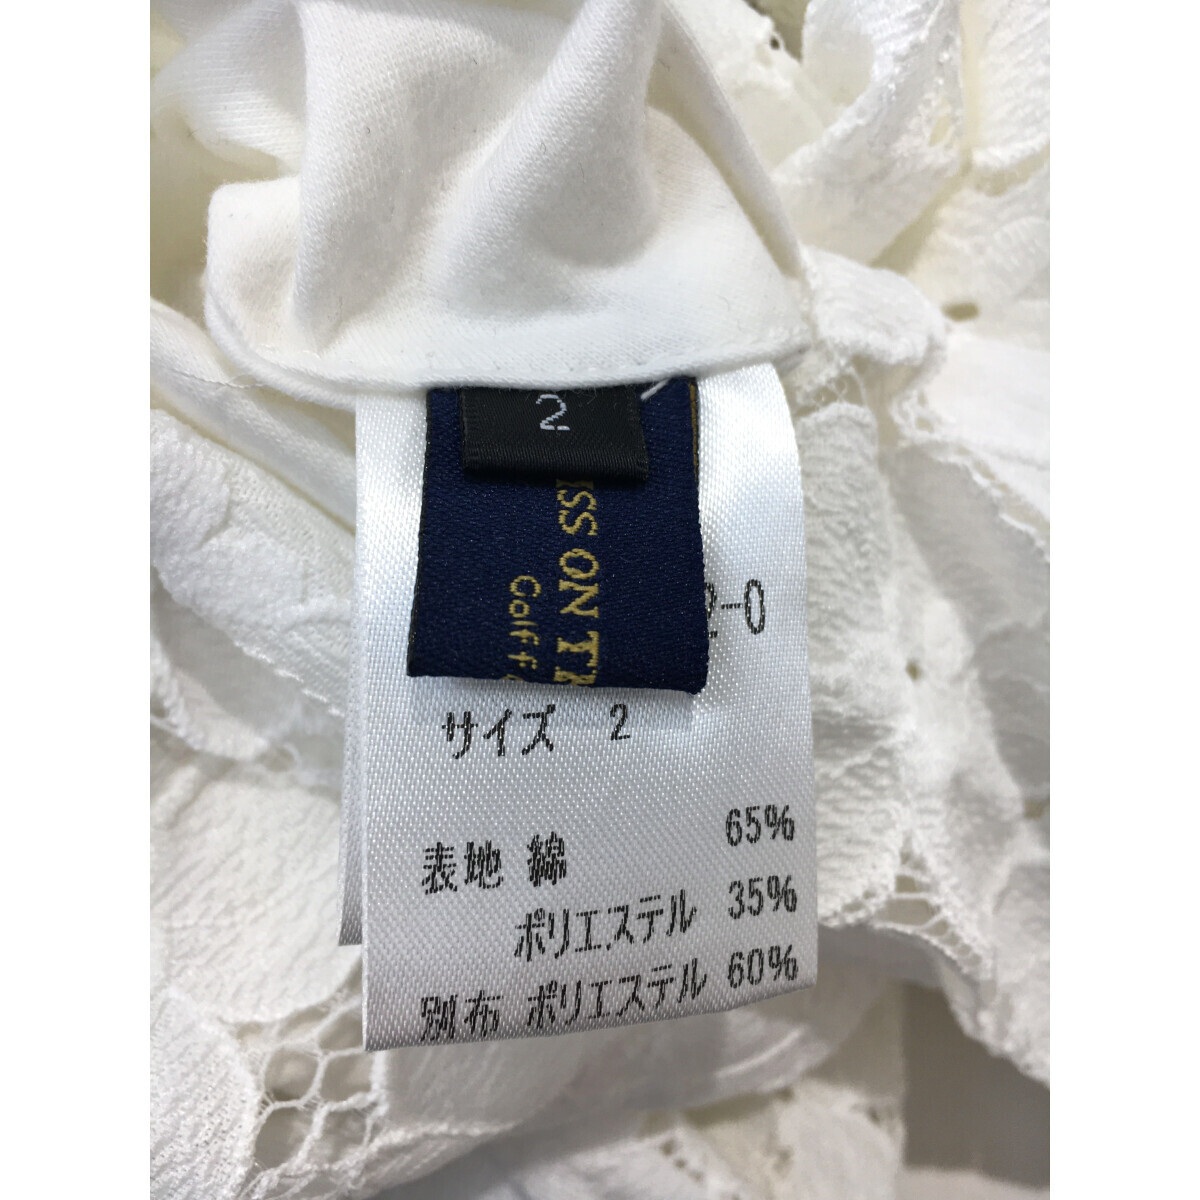 2
ISS ON T
Golf F
2-0
サイズ 2
表地 綿 65%
ポリエステル 35%
別布 ポリエステル 60%